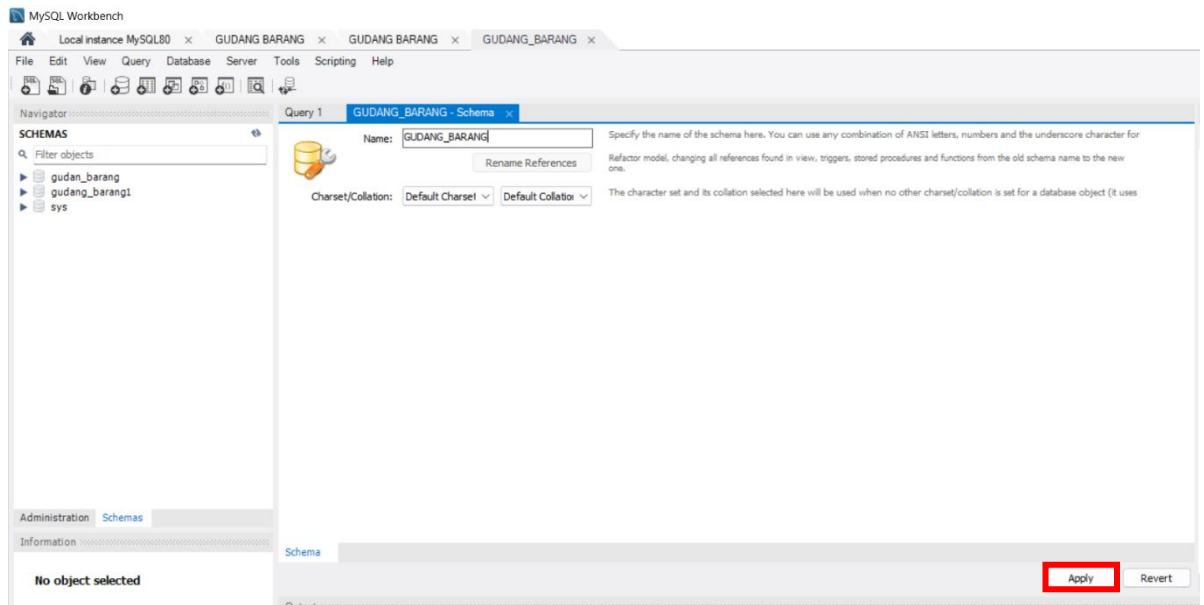 MySQL Workbench
Local instance MySQL80 GUDANG BARANG GUDANG BARANG GUDANG_BARANG
File Edit View Query Database Server Tools Scripting Help
Navigator Query 1 GUDANG_BARANG - Schema
SCHEMAS
Filter objects
gudan_barang
gudang_barang1
sys
Name: GUDANG_BARANG Specify the name of the schema here. You can use any combination of ANSI letters, numbers and the underscore character for
Rename References Refactor model, changing all references found in view, triggers, stored procedures and functions from the old schema name to the new
one.
Charset/Collation: Default Charset Default Collation The character set and its collation selected here will be used when no other charset/collation is set for a database object (it uses
Administration Schemas
Information
Schema
No object selected
Apply Revert